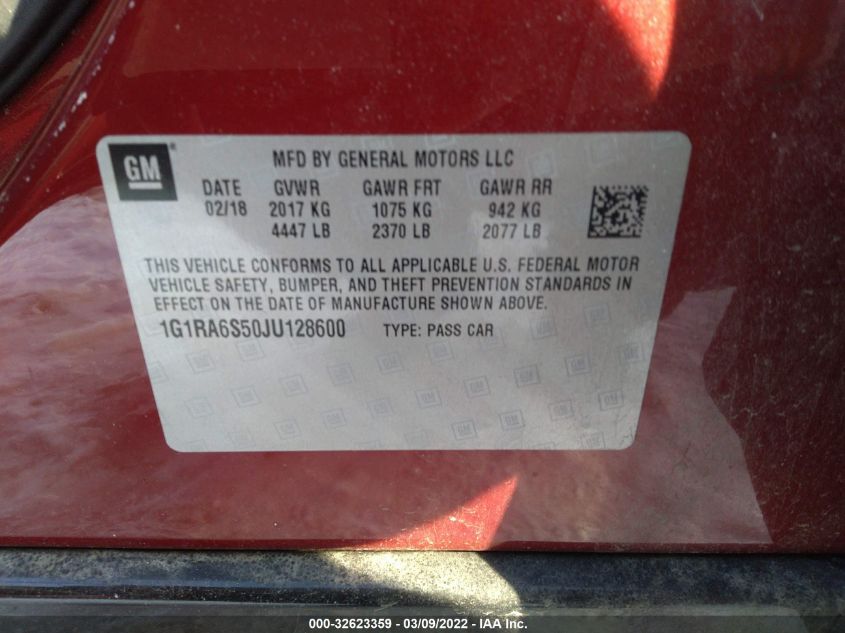 GM
MFD BY GENERAL MOTORS LLC
DATE GVWR GAWR FRT GAWR RR
02/18 2017 KG 1075 KG 942 KG
4447 LB 2370 LB 2077 LB
THIS VEHICLE CONFORMS TO ALL APPLICABLE U.S. FEDERAL MOTOR
VEHICLE SAFETY, BUMPER, AND THEFT PREVENTION STANDARDS IN
EFFECT ON THE DATE OF MANUFACTURE SHOWN ABOVE.
1G1RA6S50JU128600 TYPE: PASS CAR
000-32623359 - 03/09/2022 - © IAA, Inc.